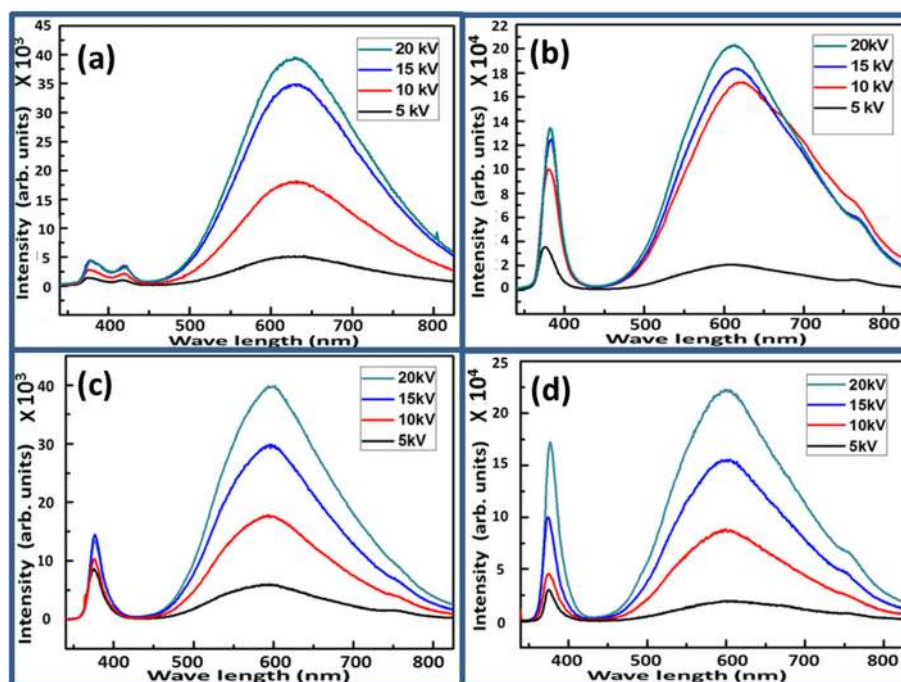 (a)
X 10³
Intensity (arb. units)
45
40
35
30
25
20
15
10
5
0
20 kV
15 kV
10 kV
5 kV
400 500 600 700 800
Wave length (nm)
(b)
X 10⁴
Intensity (arb. units)
22
20
18
16
14
12
10
8
6
4
2
0
20kV
15 kV
10 kV
5 kV
400 500 600 700 800
Wave length (nm)
(c)
X 10³
Intensity (arb. units)
40
30
20
10
0
20kV
15kV
10kV
5kV
400 500 600 700 800
Wave length (nm)
(d)
X 10⁴
Intensity (arb. units)
25
20
15
10
5
0
20kV
15kV
10kV
5kV
400 500 600 700 800
Wave length (nm)